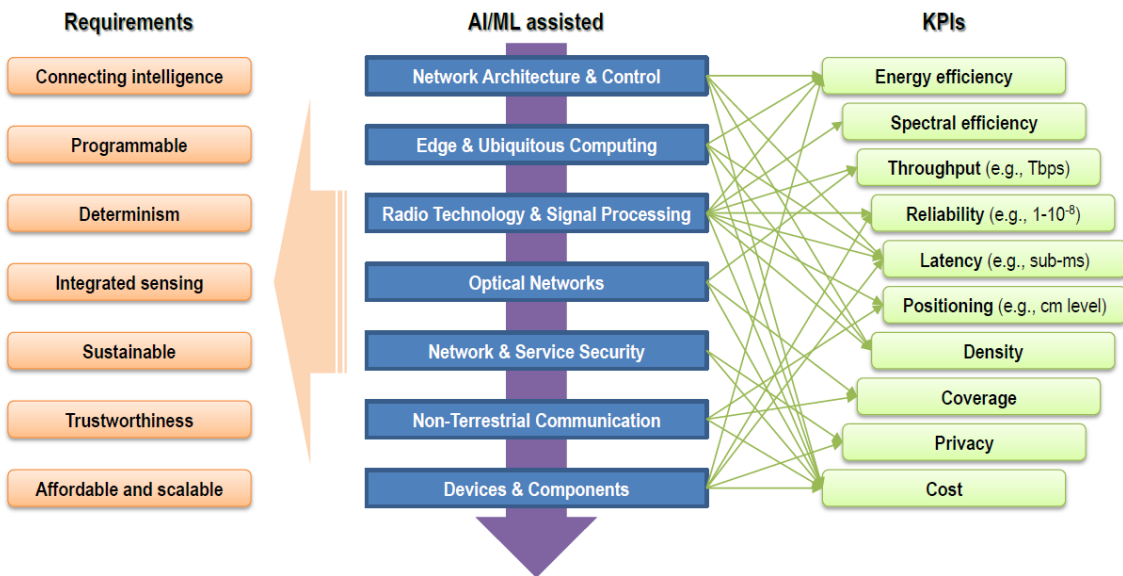 Requirements
AI/ML assisted
KPIs
Connecting intelligence
Programmable
Determinism
Integrated sensing
Sustainable
Trustworthiness
Affordable and scalable
Network Architecture & Control
Edge & Ubiquitous Computing
Radio Technology & Signal Processing
Optical Networks
Network & Service Security
Non-Terrestrial Communication
Devices & Components
Energy efficiency
Spectral efficiency
Throughput (e.g., Tbps)
Reliability (e.g., 1-10⁻⁸)
Latency (e.g., sub-ms)
Positioning (e.g., cm level)
Density
Coverage
Privacy
Cost